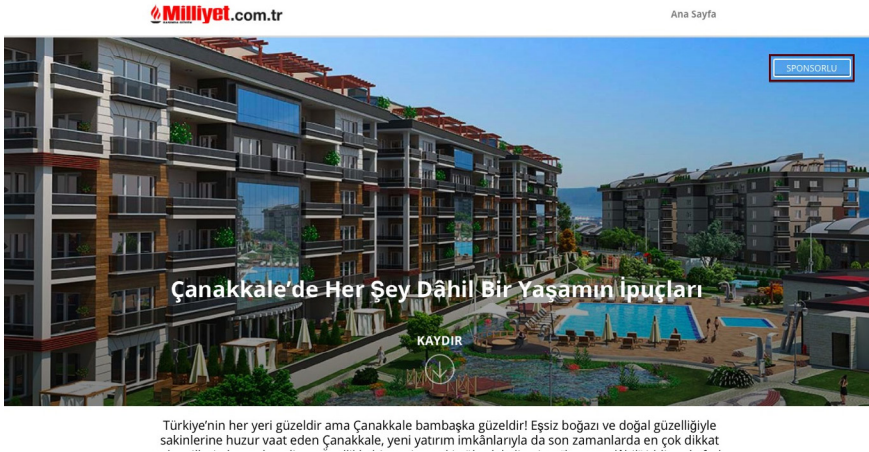 Milliyet.com.tr
Ana Sayfa
SPONSORLU
Çanakkale’de Her Şey Dâhil Bir Yaşamın İpuçları
KAYDIR
Türkiye’nin her yeri güzeldir ama Çanakkale bambaşka güzeldir! Eşsiz boğazı ve doğal güzelliğiyle
sakinlerine huzur vaat eden Çanakkale, yeni yatırım imkânlarıyla da son zamanlarda en çok dikkat